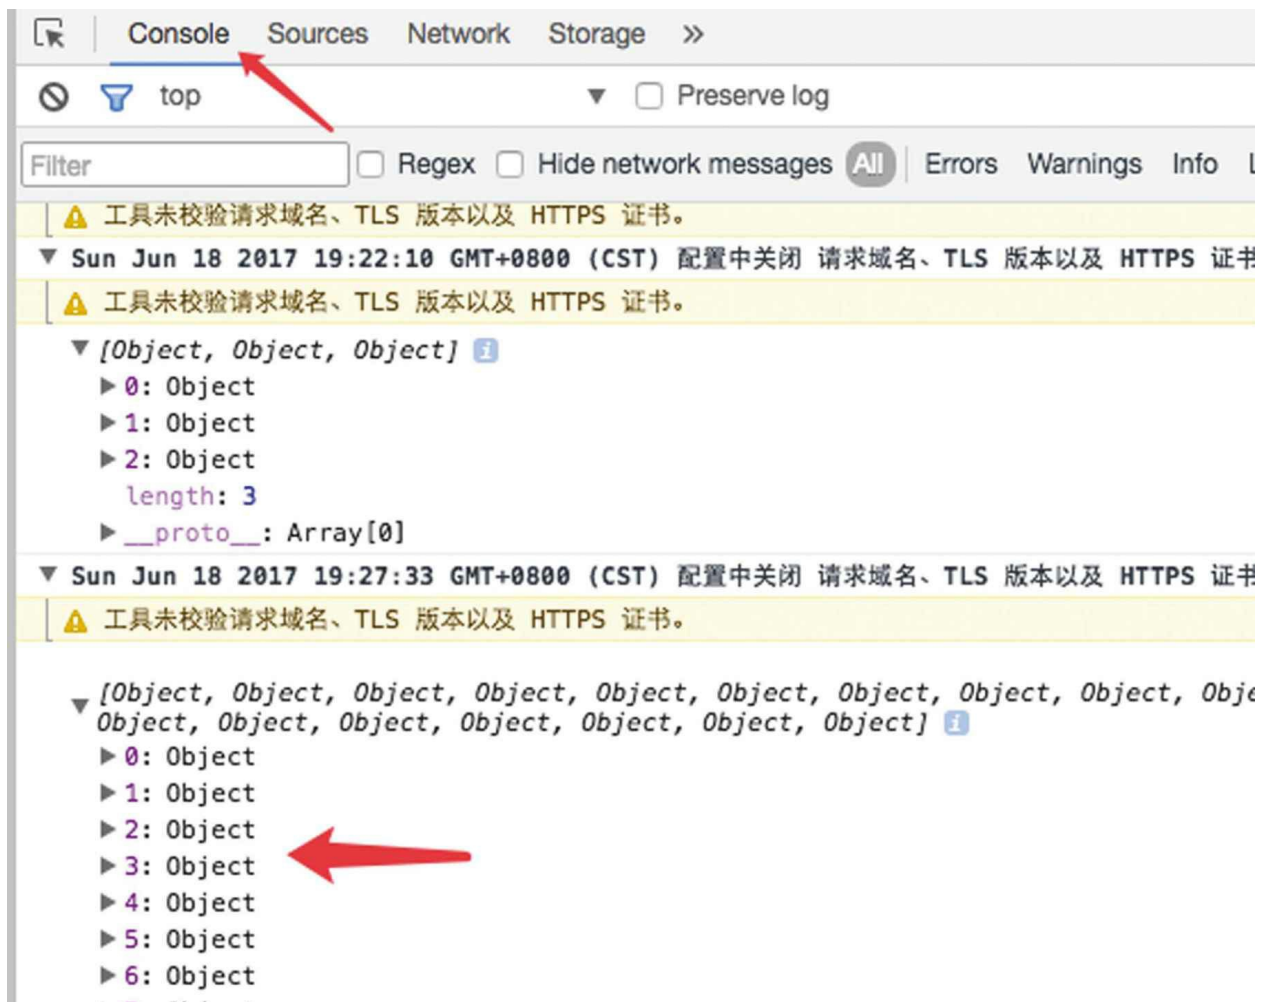 Console Sources Network Storage »
top Preserve log
Filter Regex Hide network messages All Errors Warnings Info
工具未校验请求域名、TLS 版本以及 HTTPS 证书。
Sun Jun 18 2017 19:22:10 GMT+0800 (CST) 配置中关闭 请求域名、TLS 版本以及 HTTPS 证书
工具未校验请求域名、TLS 版本以及 HTTPS 证书。
[Object, Object, Object] i
0: Object
1: Object
2: Object
length: 3
__proto__: Array[0]
Sun Jun 18 2017 19:27:33 GMT+0800 (CST) 配置中关闭 请求域名、TLS 版本以及 HTTPS 证书
工具未校验请求域名、TLS 版本以及 HTTPS 证书。
[Object, Object, Object, Object, Object, Object, Object, Object, Object, Obje
Object, Object, Object, Object, Object, Object, Object] i
0: Object
1: Object
2: Object
3: Object
4: Object
5: Object
6: Object